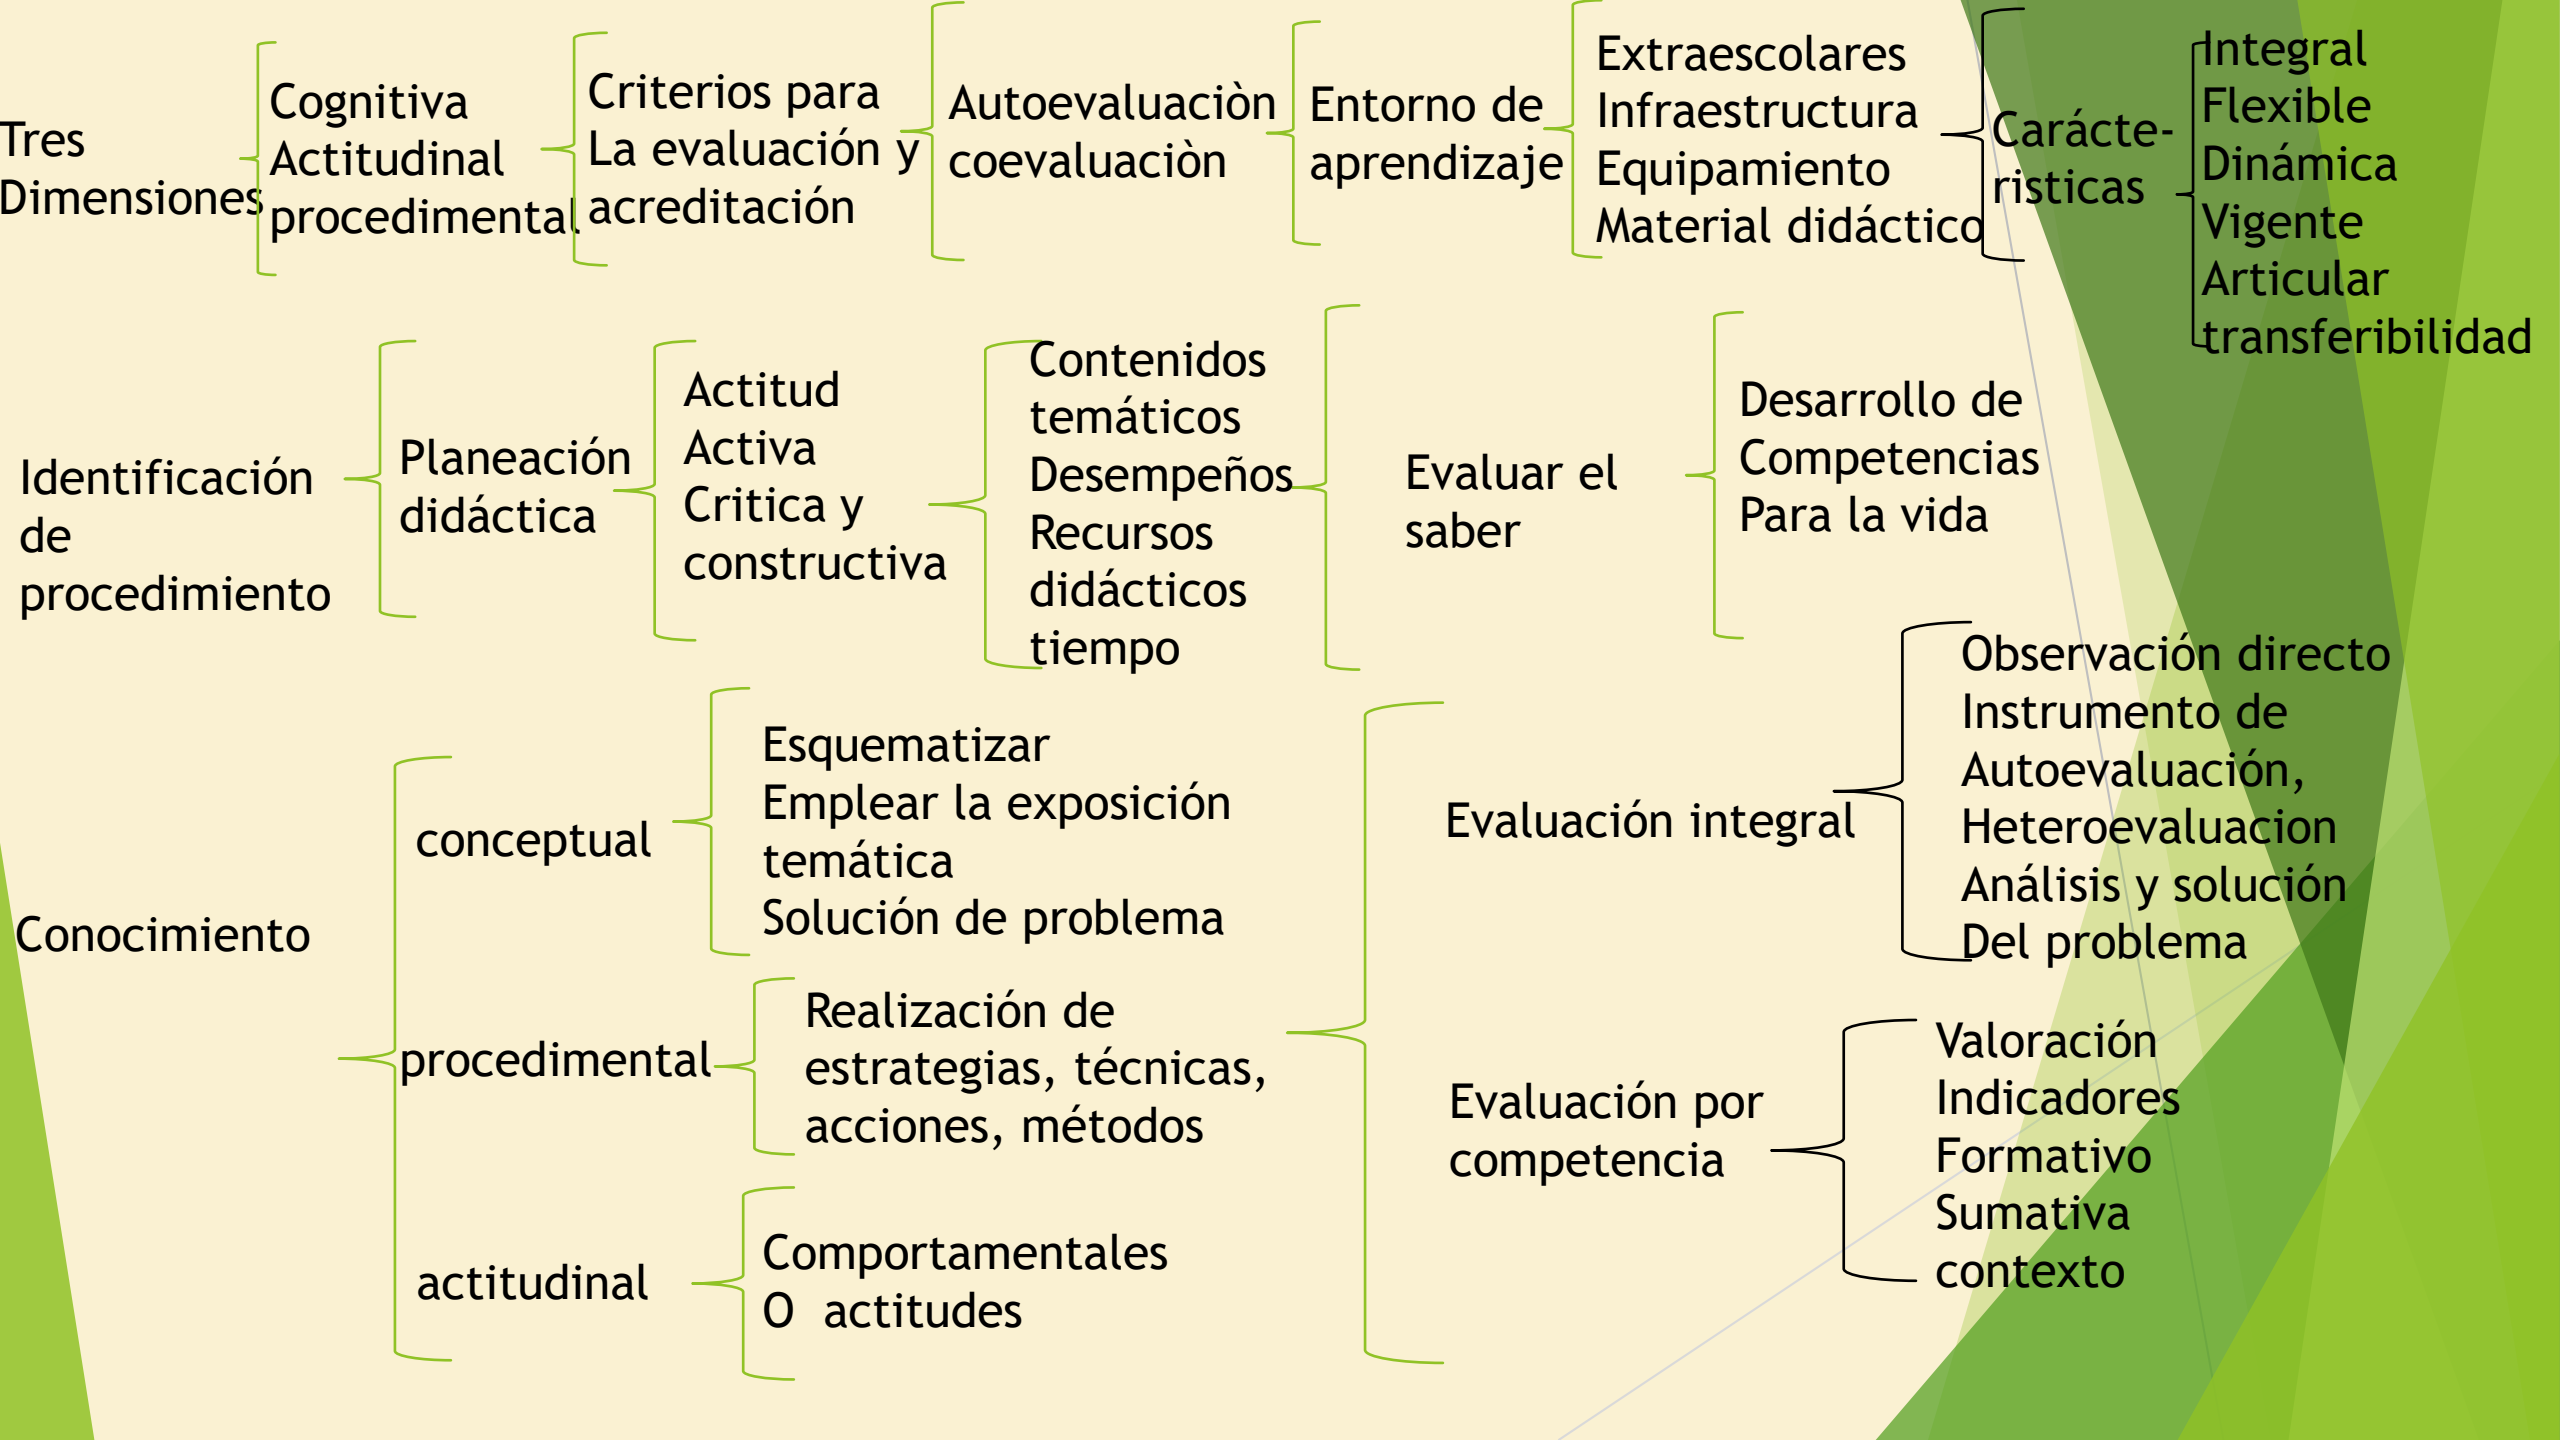 Tres
Dimensiones
Cognitiva
Actitudinal
procedimental
Criterios para
La evaluación y
acreditación
Autoevaluaciòn
coevaluaciòn
Entorno de
aprendizaje
Extraescolares
Infraestructura
Equipamiento
Material didáctico
Carácte-
risticas
Integral
Flexible
Dinámica
Vigente
Articular
transferibilidad
Identificación
de
procedimiento
Planeación
didáctica
Actitud
Activa
Critica y
constructiva
Contenidos
temáticos
Desempeños
Recursos
didácticos
tiempo
Evaluar el
saber
Desarrollo de
Competencias
Para la vida
Conocimiento
conceptual
Esquematizar
Emplear la exposición
temática
Solución de problema
procedimental
Realización de
estrategias, técnicas,
acciones, métodos
actitudinal
Comportamentales
O  actitudes
Evaluación integral
Observación directo
Instrumento de
Autoevaluación,
Heteroevaluacion
Análisis y solución
Del problema
Evaluación por
competencia
Valoración
Indicadores
Formativo
Sumativa
contexto